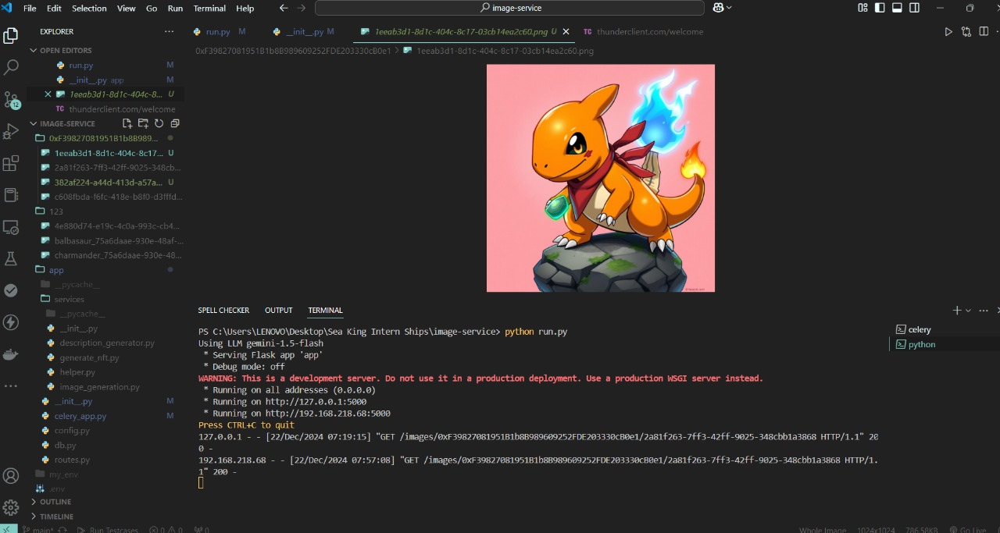 File Edit Selection View Go Run Terminal Help
image-service
EXPLORER
run.py M
__init__.py M
1eeab3d1-8d1c-404c-8c17-03cb14ea2c60.png U
TC thunderclient.com/welcome
0xF39827081951B1b8B989609252FDE203330cB0e1 > 1eeab3d1-8d1c-404c-8c17-03cb14ea2c60.png
OPEN EDITORS
run.py M
__init__.py app M
1eeab3d1-8d1c-404c-8... U
TC thunderclient.com/welcome
12
IMAGE-SERVICE
0xF39827081951B1b8B989...
1eeab3d1-8d1c-404c-8c17... U
2a81f263-7ff3-42ff-9025-348cb...
382af224-a44d-413d-a57a... U
c608fbda-f6fc-418e-b8f0-d3fffd...
123
4e880d74-e19c-4c0a-993c-cb4...
balbasaur_75a6daae-930e-48af-...
charmander_75a6daae-930e-48...
app
__pycache__
services
__pycache__
__init__.py
description_generator.py
generate_nft.py
helper.py
image_generation.py
__init__.py M
celery_app.py M
config.py
db.py
routes.py
my_env
.env
OUTLINE
TIMELINE
SPELL CHECKER OUTPUT TERMINAL
PS C:\Users\LENOVO\Desktop\Sea King Intern Ships\image-service> python run.py
Using LLM gemini-1.5-flash
* Serving Flask app 'app'
* Debug mode: off
WARNING: This is a development server. Do not use it in a production deployment. Use a production WSGI server instead.
* Running on all addresses (0.0.0.0)
* Running on http://127.0.0.1:5000
* Running on http://192.168.218.68:5000
Press CTRL+C to quit
127.0.0.1 - - [22/Dec/2024 07:19:15] "GET /images/0xF39827081951B1b8B989609252FDE203330cB0e1/2a81f263-7ff3-42ff-9025-348cbb1a3868 HTTP/1.1" 20
0 -
192.168.218.68 - - [22/Dec/2024 07:57:08] "GET /images/0xF39827081951B1b8B989609252FDE203330cB0e1/2a81f263-7ff3-42ff-9025-348cbb1a3868 HTTP/1.
1" 200 -
celery
python
main* Run Testcases 0 0 0
Whole Image 1024x1024 786.58KB Go Live